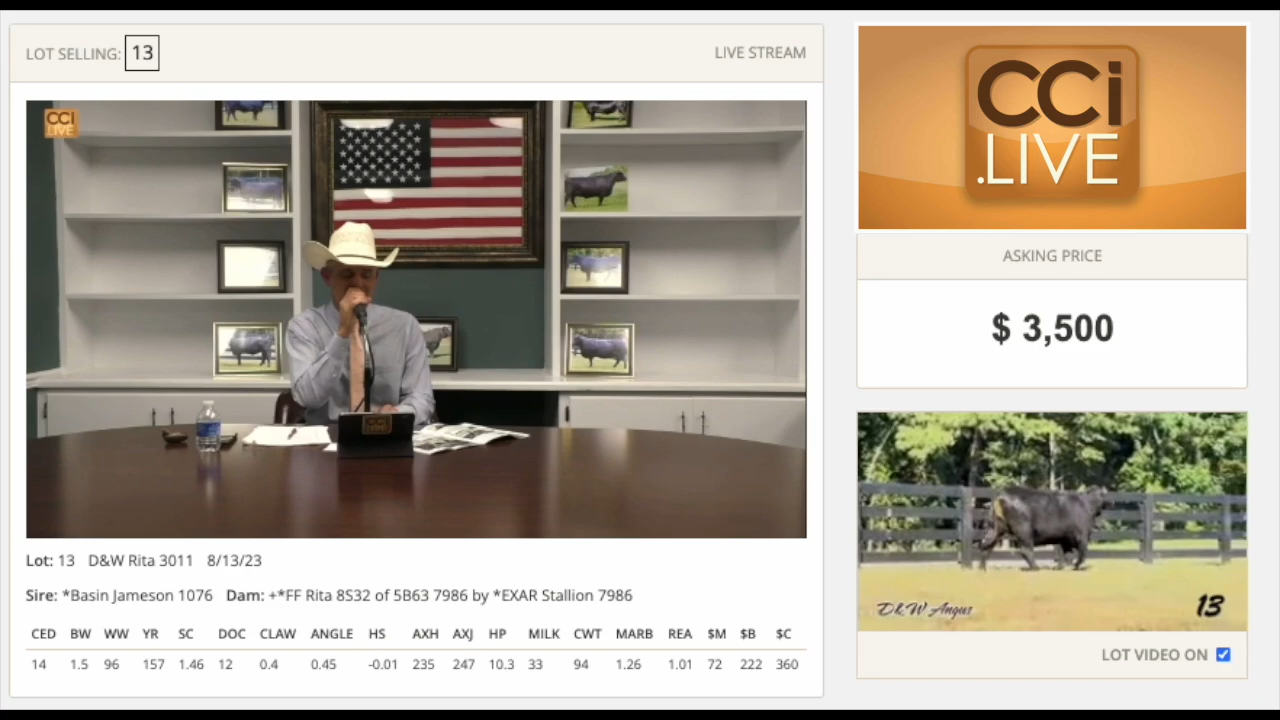 LOT SELLING: 13
LIVE STREAM
CCi
LIVE
CCi
.LIVE
ASKING PRICE
$ 3,500
CCi
D&W Angus
13
LOT VIDEO ON
Lot: 13 D&W Rita 3011 8/13/23
Sire: *Basin Jameson 1076 Dam: +*FF Rita 8S32 of 5B63 7986 by *EXAR Stallion 7986
CED BW WW YR SC DOC CLAW ANGLE HS AXH AXJ HP MILK CWT MARB REA $M $B $C
14 1.5 96 157 1.46 12 0.4 0.45 -0.01 235 247 10.3 33 94 1.26 1.01 72 222 360